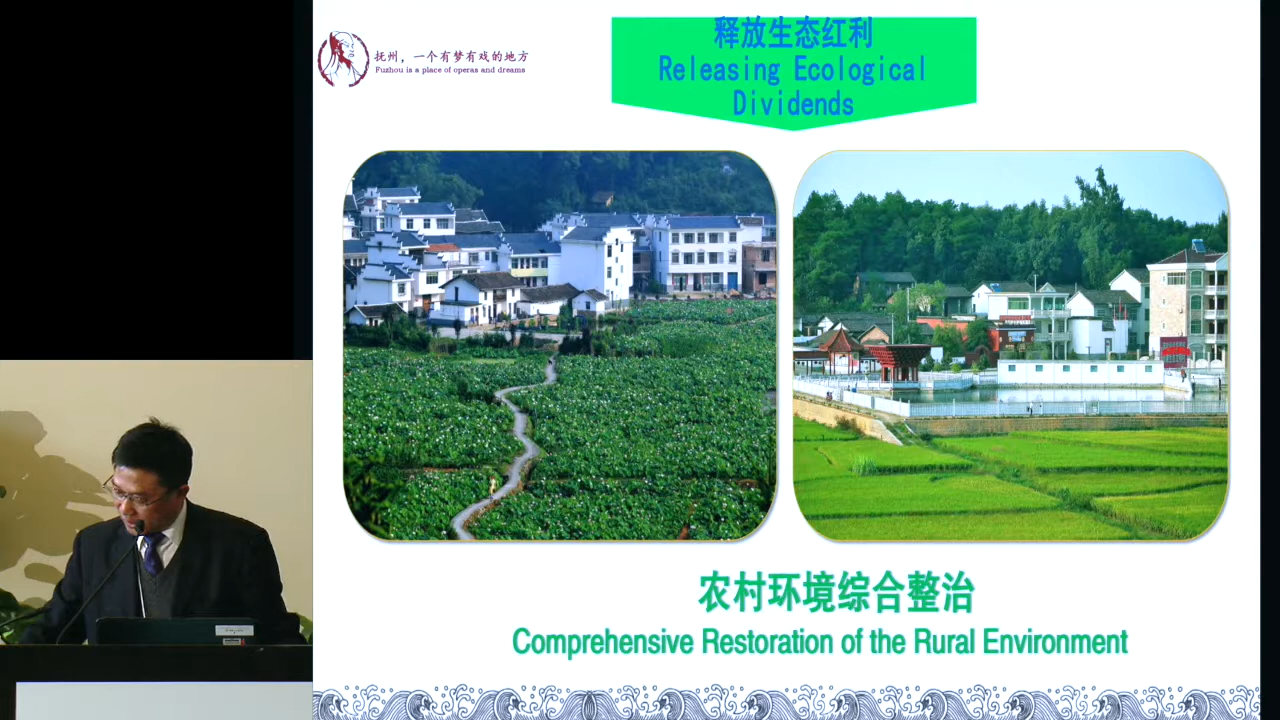 抚州，一个有梦有戏的地方
Fuzhou is a place of operas and dreams
释放生态红利
Releasing Ecological
Dividends
农村环境综合整治
Comprehensive Restoration of the Rural Environment